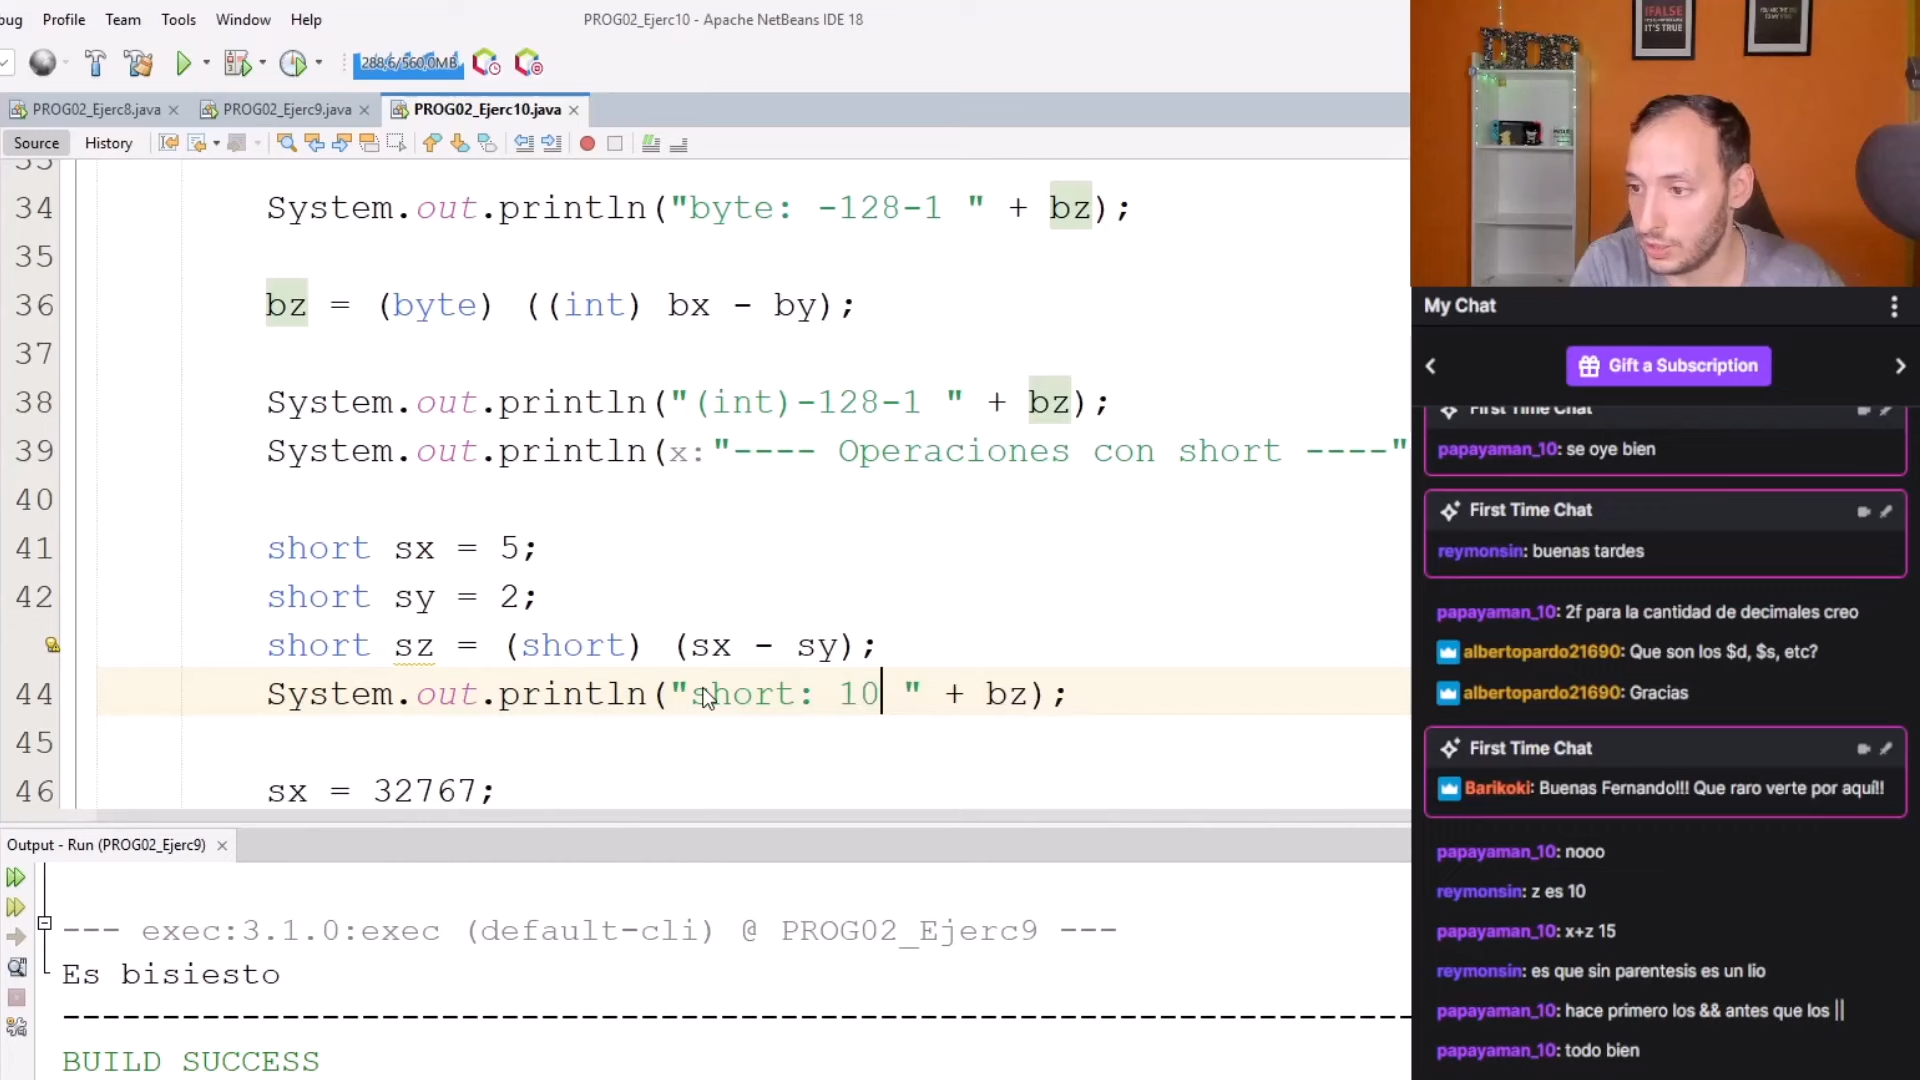 bug Profile Team Tools Window Help
PROG02_Ejerc10 - Apache NetBeans IDE 18
288,6/560,0MB
PROG02_Ejerc8.java
PROG02_Ejerc9.java
PROG02_Ejerc10.java
Source History
33
34 System.out.println("byte: -128-1 " + bz);
35
36 bz = (byte) ((int) bx - by);
37
38 System.out.println("(int)-128-1 " + bz);
39 System.out.println(x:"---- Operaciones con short ----"
40
41 short sx = 5;
42 short sy = 2;
short sz = (short) (sx - sy);
44 System.out.println("short: 10 " + bz);
45
46 sx = 32767;
Output - Run (PROG02_Ejerc9)
--- exec:3.1.0:exec (default-cli) @ PROG02_Ejerc9 ---
Es bisiesto
------------------------------------------------------------------------
BUILD SUCCESS
!FALSE
IT'S TRUE
My Chat
Gift a Subscription
First Time Chat
papayaman_10: se oye bien
First Time Chat
reymonsin: buenas tardes
papayaman_10: 2f para la cantidad de decimales creo
albertopardo21690: Que son los $d, $s, etc?
albertopardo21690: Gracias
First Time Chat
Barikoki: Buenas Fernando!!! Que raro verte por aquí!!
papayaman_10: nooo
reymonsin: z es 10
papayaman_10: x+z 15
reymonsin: es que sin parentesis es un lio
papayaman_10: hace primero los && antes que los ||
papayaman_10: todo bien